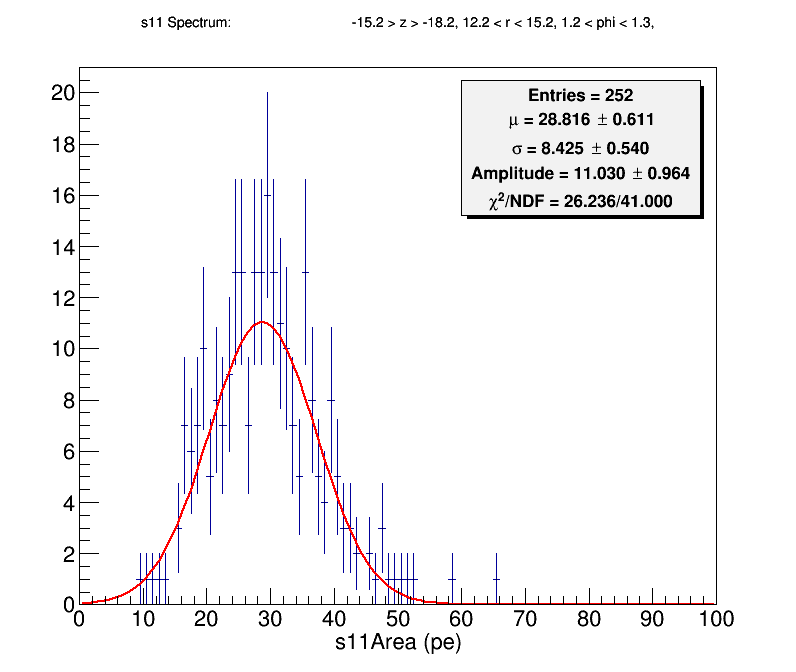 s11 Spectrum: -15.2 > z > -18.2, 12.2 < r < 15.2, 1.2 < phi < 1.3,
Entries = 252
μ = 28.816 ± 0.611
σ = 8.425 ± 0.540
Amplitude = 11.030 ± 0.964
χ²/NDF = 26.236/41.000
20
18
16
14
12
10
8
6
4
2
0
0 10 20 30 40 50 60 70 80 90 100
s11Area (pe)